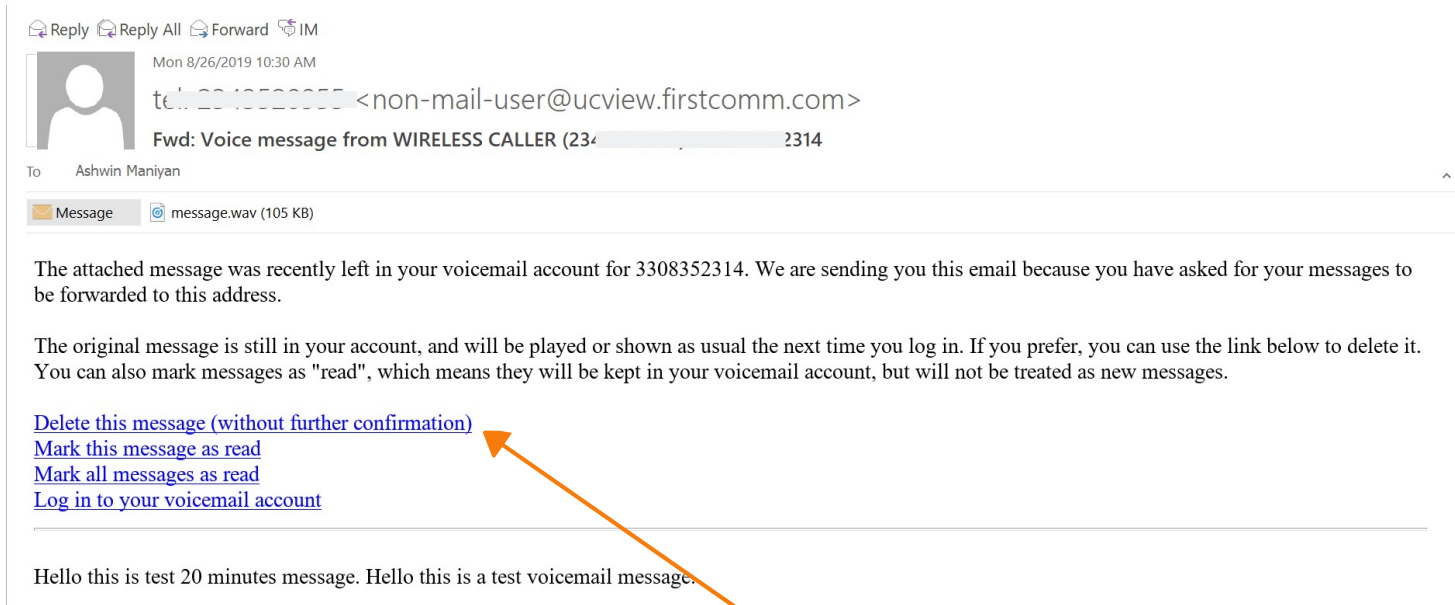 Reply Reply All Forward IM
Mon 8/26/2019 10:30 AM
<non-mail-user@ucview.firstcomm.com>
Fwd: Voice message from WIRELESS CALLER (234 2314
To Ashwin Maniyan
Message message.wav (105 KB)
The attached message was recently left in your voicemail account for 3308352314. We are sending you this email because you have asked for your messages to
be forwarded to this address.
The original message is still in your account, and will be played or shown as usual the next time you log in. If you prefer, you can use the link below to delete it.
You can also mark messages as "read", which means they will be kept in your voicemail account, but will not be treated as new messages.
Delete this message (without further confirmation)
Mark this message as read
Mark all messages as read
Log in to your voicemail account
Hello this is test 20 minutes message. Hello this is a test voicemail message.